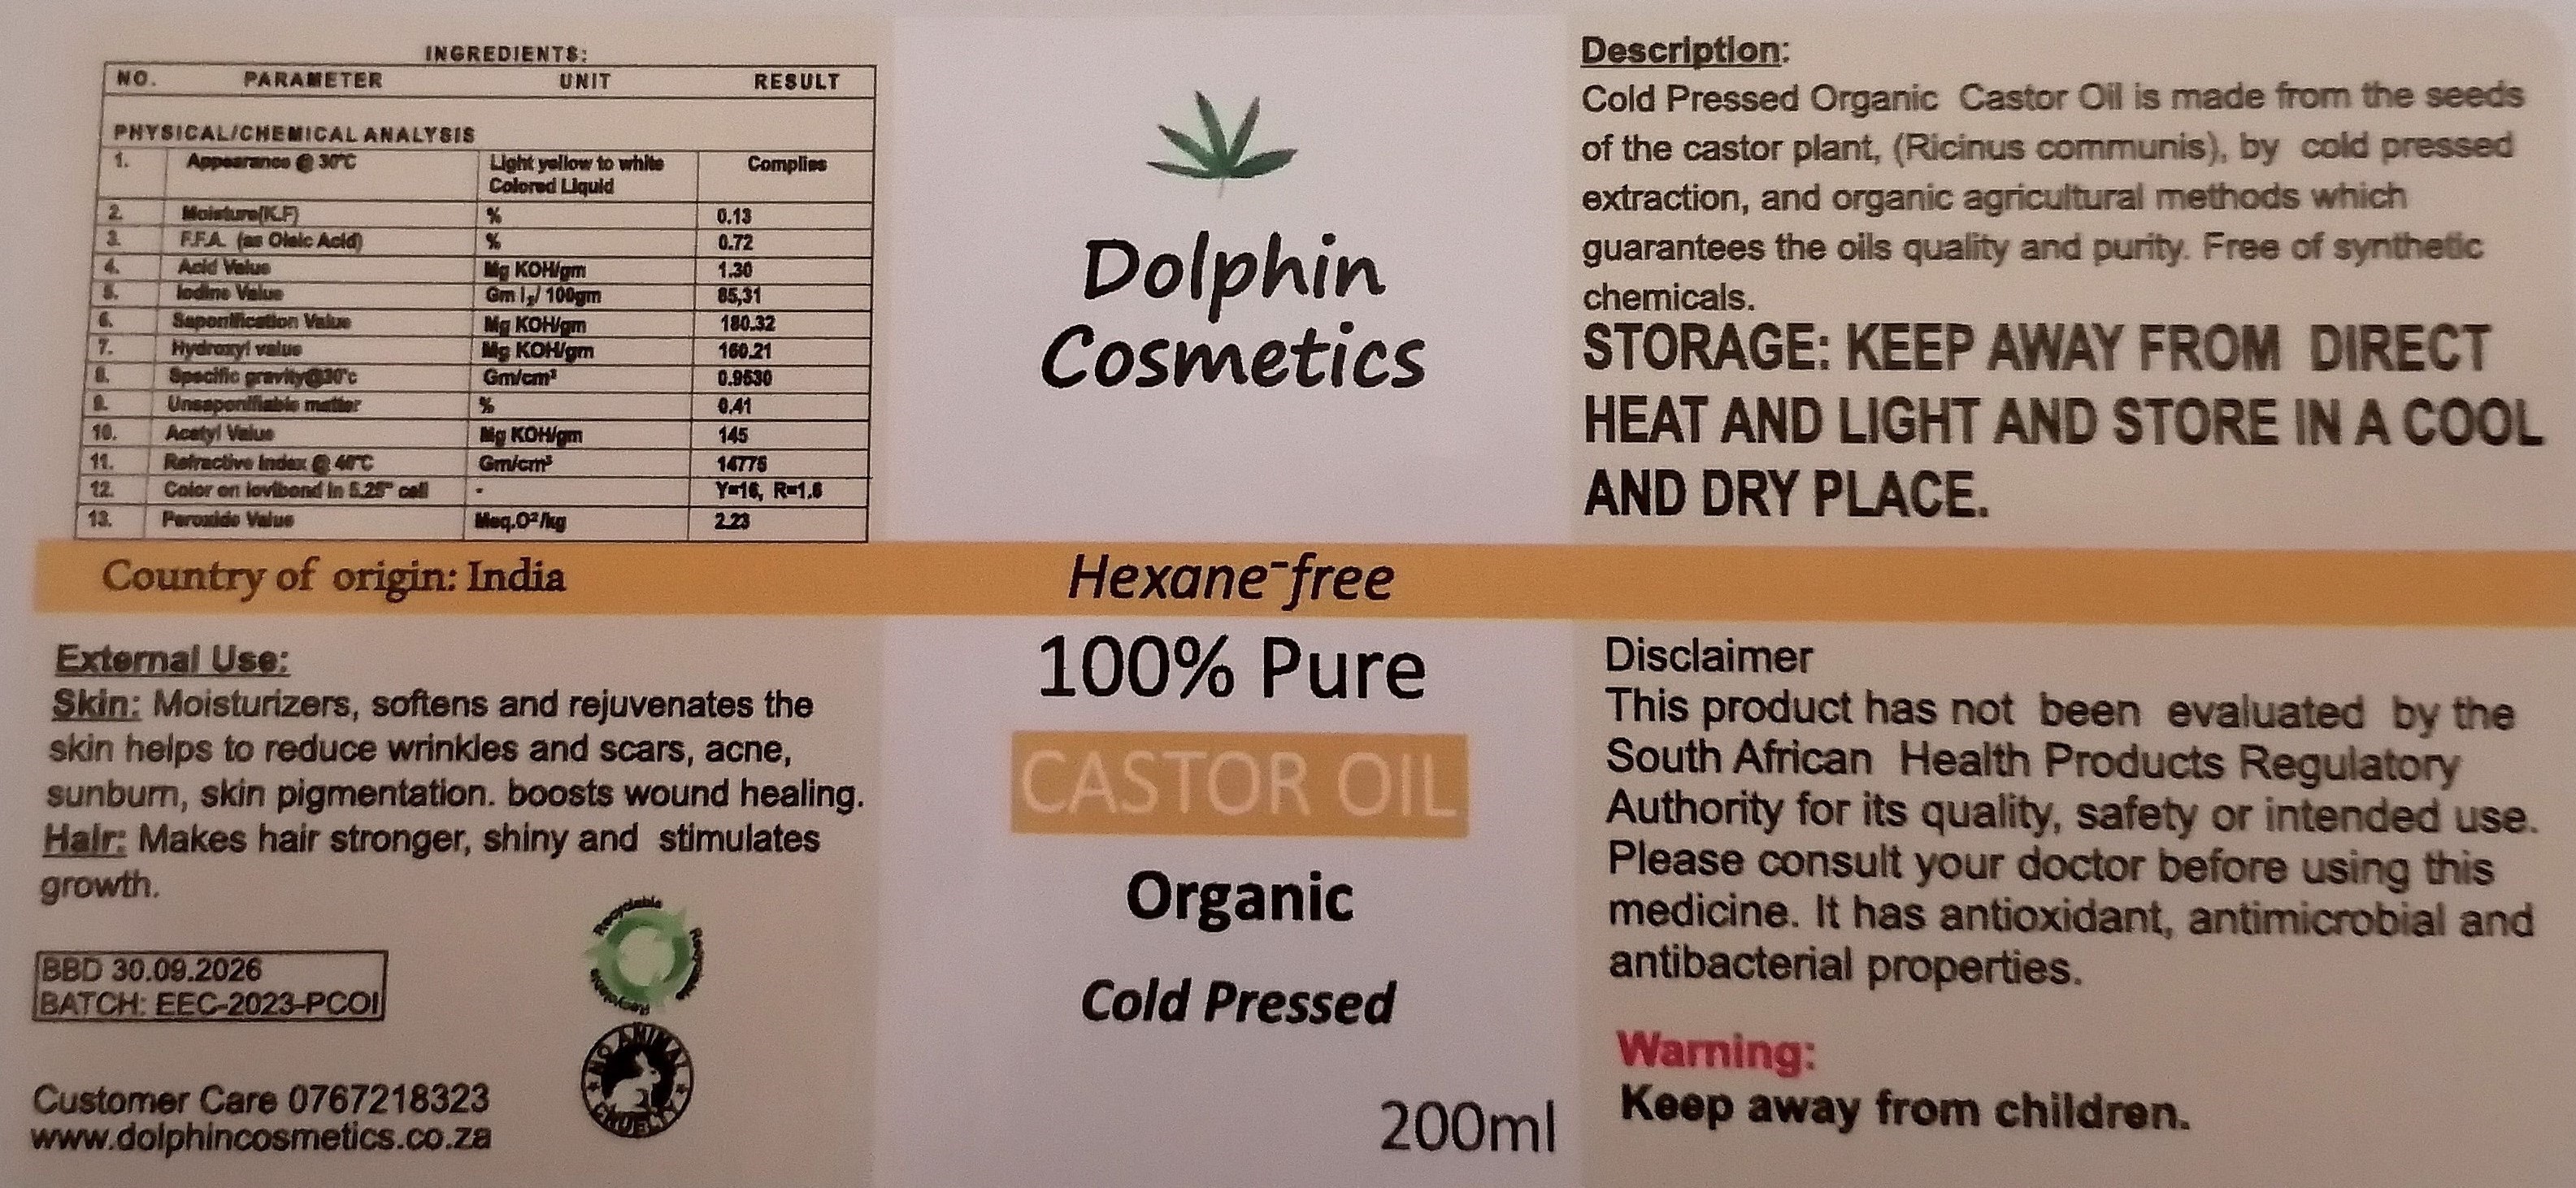 INGREDIENTS:
NO. PARAMETER UNIT RESULT
PHYSICAL/CHEMICAL ANALYSIS
1. Appearance @ 30°C Light yellow to white Colored Liquid Complies
2. Moisture(K.F) % 0.13
3. F.F.A. (as Oleic Acid) % 0.72
4. Acid Value Mg KOH/gm 1.30
5. Iodine Value Gm I₂/ 100gm 85,31
6. Saponification Value Mg KOH/gm 180.32
7. Hydroxyl value Mg KOH/gm 160.21
8. Specific gravity@30°c Gm/cm³ 0.9530
9. Unsaponifiable matter % 0,41
10. Acetyl Value Mg KOH/gm 145
11. Refractive Index @ 40°C Gm/cm³ 14775
12. Color on lovibond in 5.25" cell - Y=16, R=1.6
13. Peroxide Value Meq.O²/kg 2.23
Country of origin: India
External Use:
Skin: Moisturizers, softens and rejuvenates the
skin helps to reduce wrinkles and scars, acne,
sunburn, skin pigmentation. boosts wound healing.
Hair: Makes hair stronger, shiny and stimulates
growth.
BBD 30.09.2026
BATCH: EEC-2023-PCOI
Recyclable Recyclable Recyclable
NO ANIMAL CRUELTY
Customer Care 0767218323
www.dolphincosmetics.co.za
Dolphin
Cosmetics
Hexane-free
100% Pure
CASTOR OIL
Organic
Cold Pressed
200ml
Description:
Cold Pressed Organic Castor Oil is made from the seeds
of the castor plant, (Ricinus communis), by cold pressed
extraction, and organic agricultural methods which
guarantees the oils quality and purity. Free of synthetic
chemicals.
STORAGE: KEEP AWAY FROM DIRECT
HEAT AND LIGHT AND STORE IN A COOL
AND DRY PLACE.
Disclaimer
This product has not been evaluated by the
South African Health Products Regulatory
Authority for its quality, safety or intended use.
Please consult your doctor before using this
medicine. It has antioxidant, antimicrobial and
antibacterial properties.
Warning:
Keep away from children.